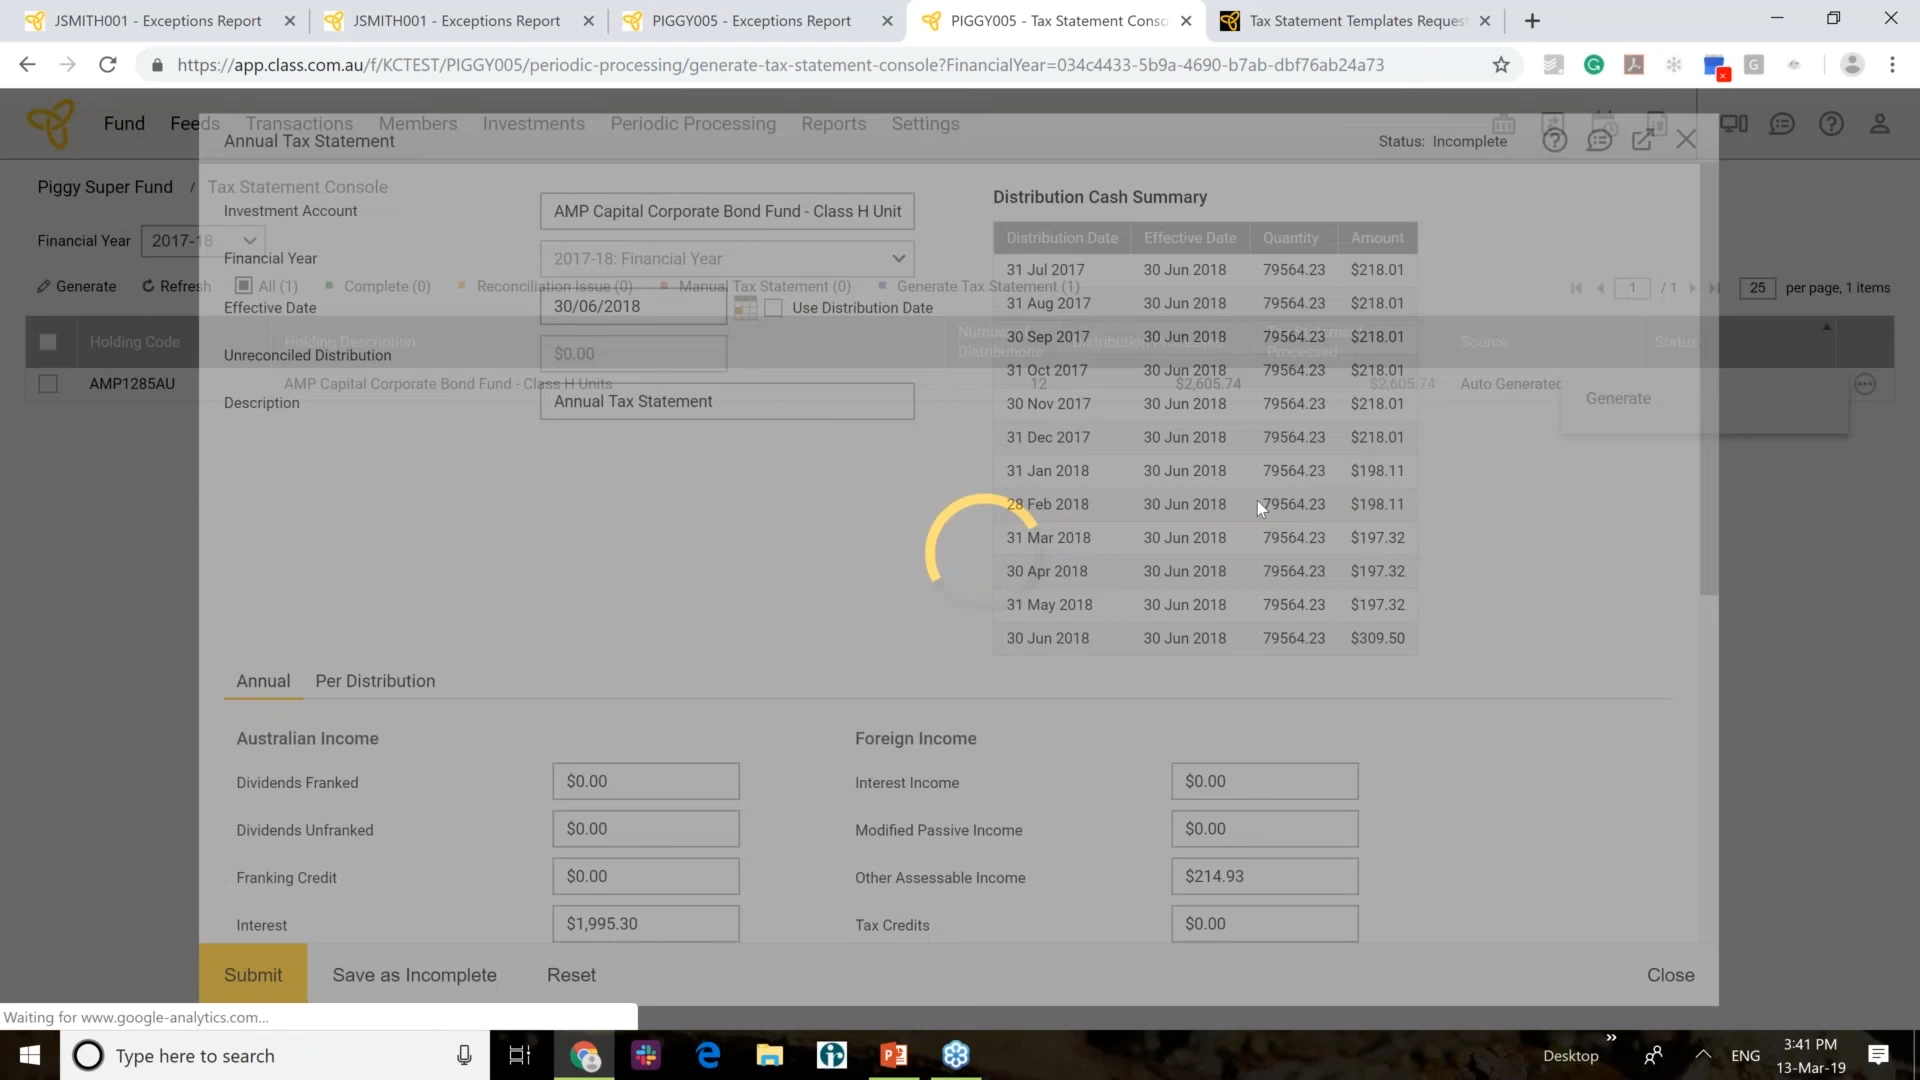 JSMITH001 - Exceptions Report
JSMITH001 - Exceptions Report
PIGGY005 - Exceptions Report
PIGGY005 - Tax Statement Conso
Tax Statement Templates Reques
https://app.class.com.au/f/KCTEST/PIGGY005/periodic-processing/generate-tax-statement-console?FinancialYear=034c4433-5b9a-4690-b7ab-dbf76ab24a73
Fund Feeds Transactions Members Investments Periodic Processing Reports Settings
Annual Tax Statement
Status: Incomplete
Piggy Super Fund / Tax Statement Console
Investment Account AMP Capital Corporate Bond Fund - Class H Unit
Distribution Cash Summary
Financial Year 2017-18
Financial Year 2017-18: Financial Year
Generate Refresh All (1) Complete (0) Reconciliation Issue (0) Manual Tax Statement (0) Generate Tax Statement (1)
1 / 1 25 per page, 1 items
Effective Date 30/06/2018 Use Distribution Date
Holding Code Holding Description Source Status
Unreconciled Distribution $0.00
AMP1285AU AMP Capital Corporate Bond Fund - Class H Units 12 $2,605.74 $2,605.74 Auto Generated
Generate
Description Annual Tax Statement
Distribution Date Effective Date Quantity Amount
31 Jul 2017 30 Jun 2018 79564.23 $218.01
31 Aug 2017 30 Jun 2018 79564.23 $218.01
30 Sep 2017 30 Jun 2018 79564.23 $218.01
31 Oct 2017 30 Jun 2018 79564.23 $218.01
30 Nov 2017 30 Jun 2018 79564.23 $218.01
31 Dec 2017 30 Jun 2018 79564.23 $218.01
31 Jan 2018 30 Jun 2018 79564.23 $198.11
28 Feb 2018 30 Jun 2018 79564.23 $198.11
31 Mar 2018 30 Jun 2018 79564.23 $197.32
30 Apr 2018 30 Jun 2018 79564.23 $197.32
31 May 2018 30 Jun 2018 79564.23 $197.32
30 Jun 2018 30 Jun 2018 79564.23 $309.50
Annual Per Distribution
Australian Income Foreign Income
Dividends Franked $0.00 Interest Income $0.00
Dividends Unfranked $0.00 Modified Passive Income $0.00
Franking Credit $0.00 Other Assessable Income $214.93
Interest $1,995.30 Tax Credits $0.00
Submit Save as Incomplete Reset Close
Waiting for www.google-analytics.com...
Type here to search
Desktop
ENG
3:41 PM
13-Mar-19